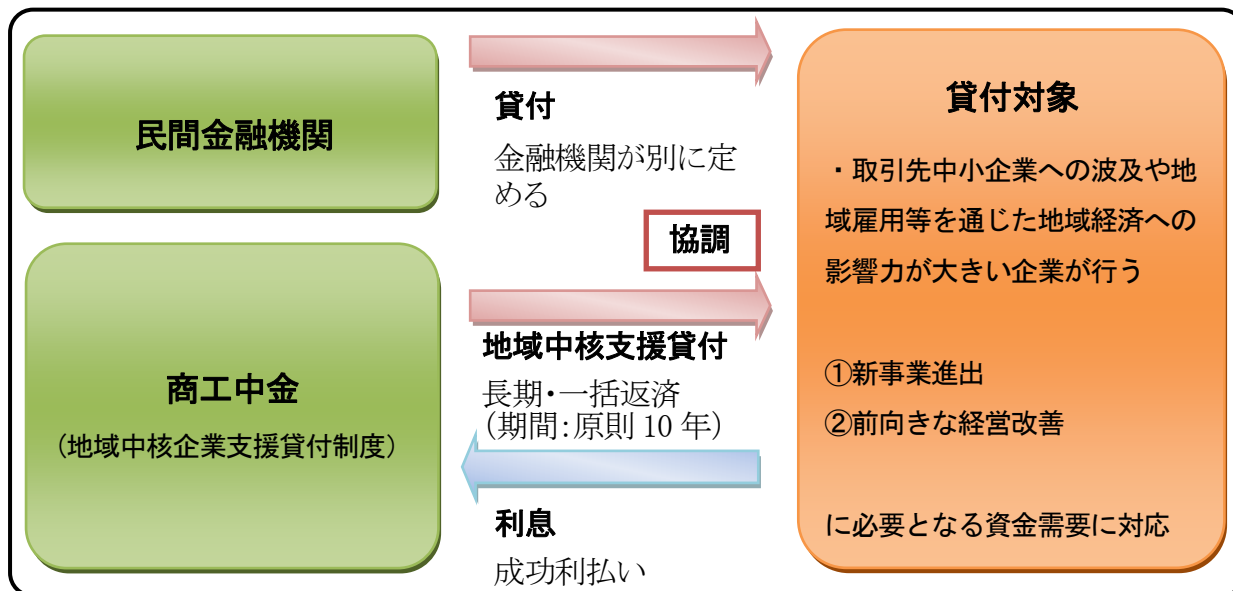 民間金融機関
貸付
金融機関が別に定
める
協調
商工中金
(地域中核企業支援貸付制度)
地域中核支援貸付
長期・一括返済
(期間:原則 10 年)
利息
成功利払い
貸付対象
・取引先中小企業への波及や地
域雇用等を通じた地域経済への
影響力が大きい企業が行う
①新事業進出
②前向きな経営改善
に必要となる資金需要に対応